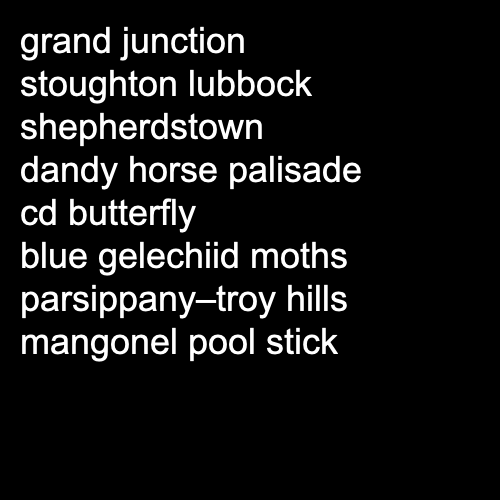 grand junction
stoughton lubbock
shepherdstown
dandy horse palisade
cd butterfly
blue gelechiid moths
parsippany–troy hills
mangonel pool stick